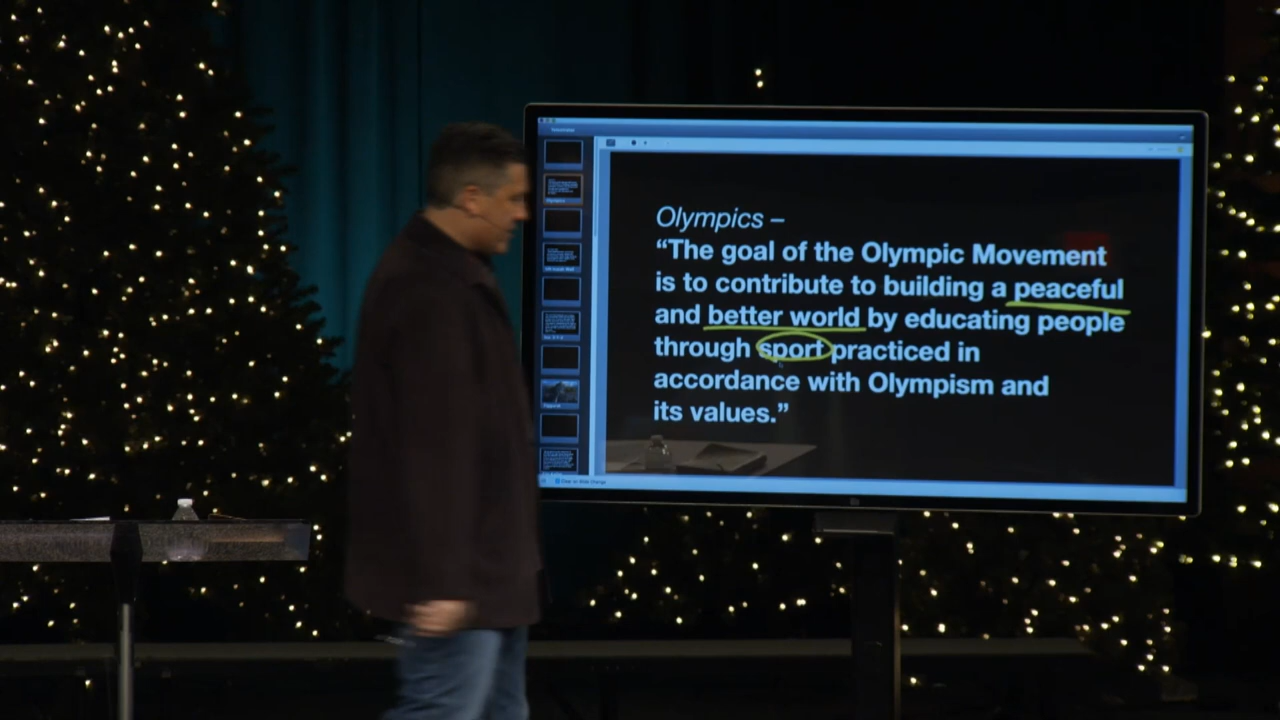 Olympics –
“The goal of the Olympic Movement
is to contribute to building a peaceful
and better world by educating people
through sport practiced in
accordance with Olympism and
its values.”